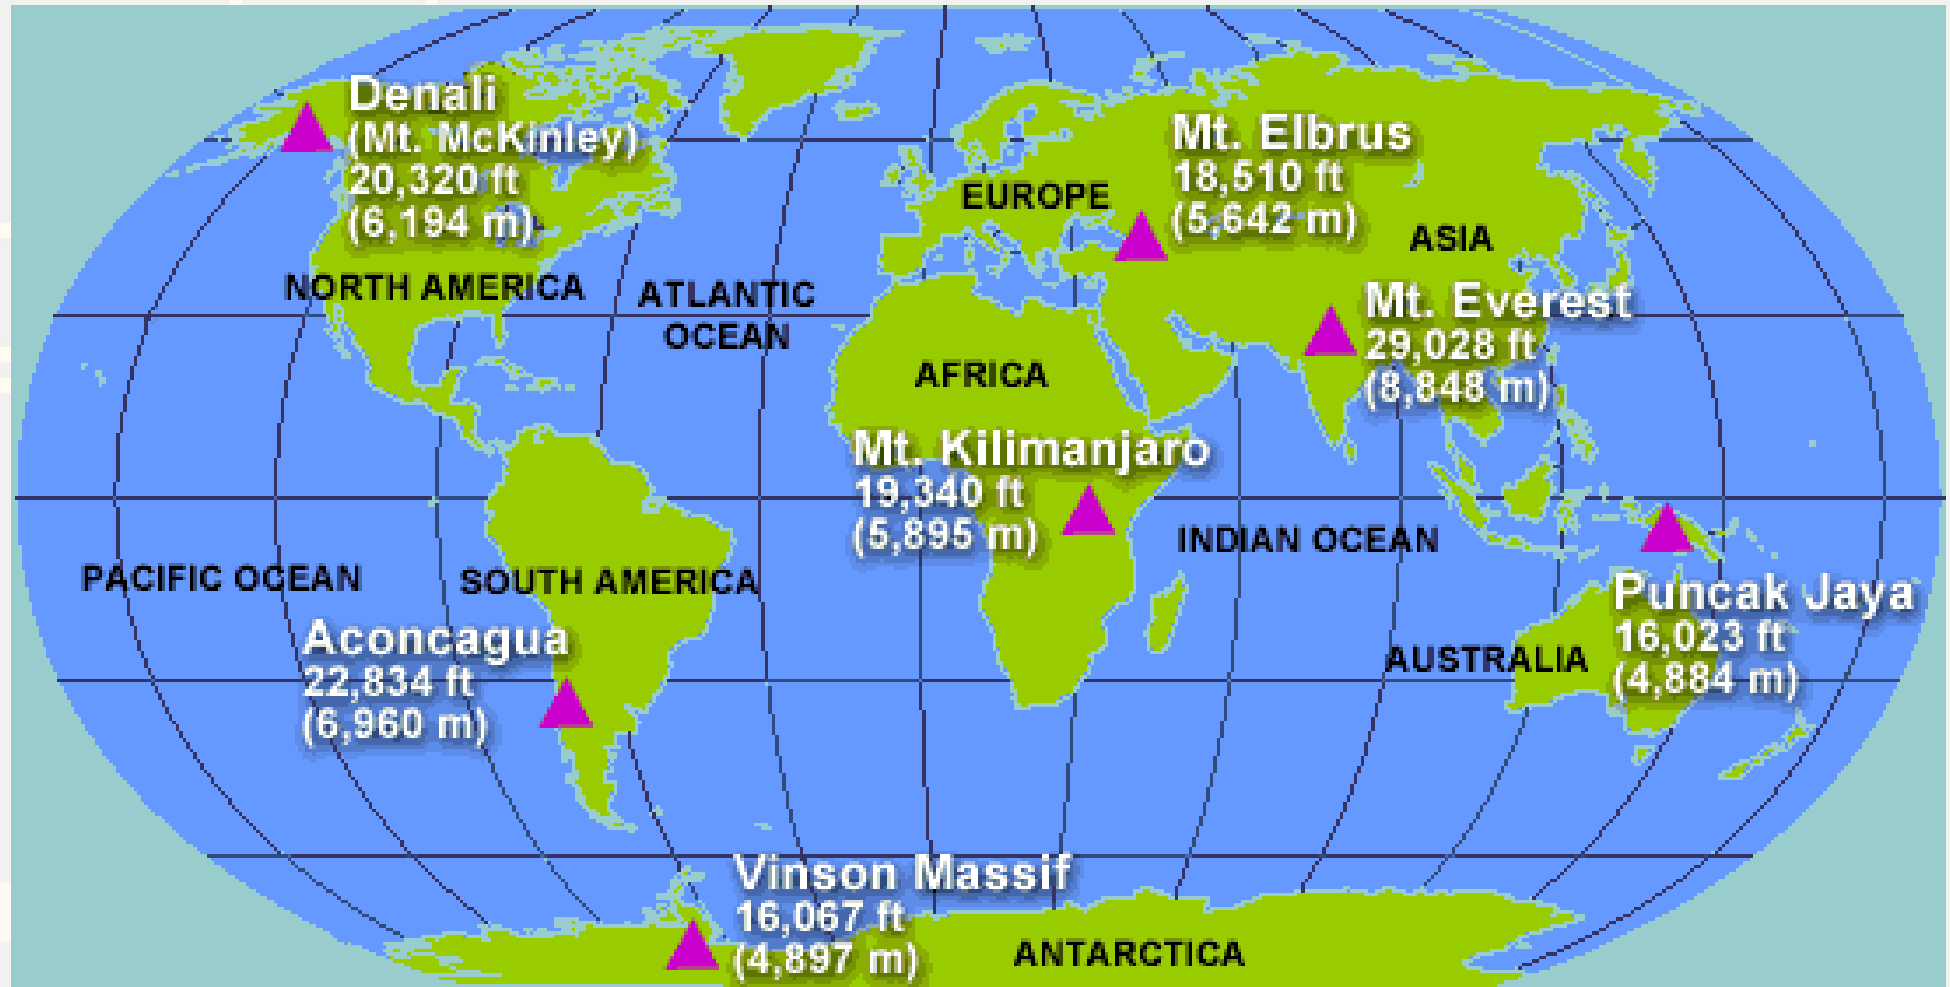 Denali
(Mt. McKinley)
20,320 ft
(6,194 m)
Mt. Elbrus
18,510 ft
(5,642 m)
EUROPE
ASIA
NORTH AMERICA
ATLANTIC
OCEAN
Mt. Everest
29,028 ft
(8,848 m)
AFRICA
Mt. Kilimanjaro
19,340 ft
(5,895 m)
INDIAN OCEAN
PACIFIC OCEAN
SOUTH AMERICA
Puncak Jaya
16,023 ft
(4,884 m)
AUSTRALIA
Aconcagua
22,834 ft
(6,960 m)
Vinson Massif
16,067 ft
(4,897 m)
ANTARCTICA